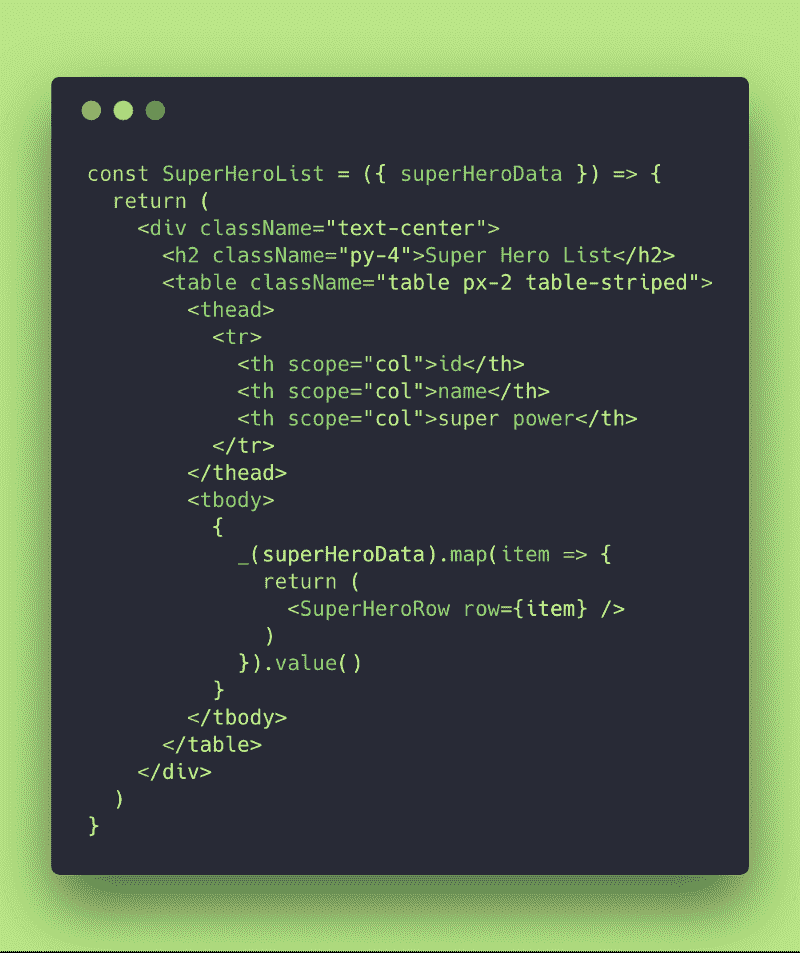 const SuperHeroList = ({ superHeroData }) => {
  return (
    <div className="text-center">
      <h2 className="py-4">Super Hero List</h2>
      <table className="table px-2 table-striped">
        <thead>
          <tr>
            <th scope="col">id</th>
            <th scope="col">name</th>
            <th scope="col">super power</th>
          </tr>
        </thead>
        <tbody>
          {
            _(superHeroData).map(item => {
              return (
                <SuperHeroRow row={item} />
              )
            }).value()
          }
        </tbody>
      </table>
    </div>
  )
}